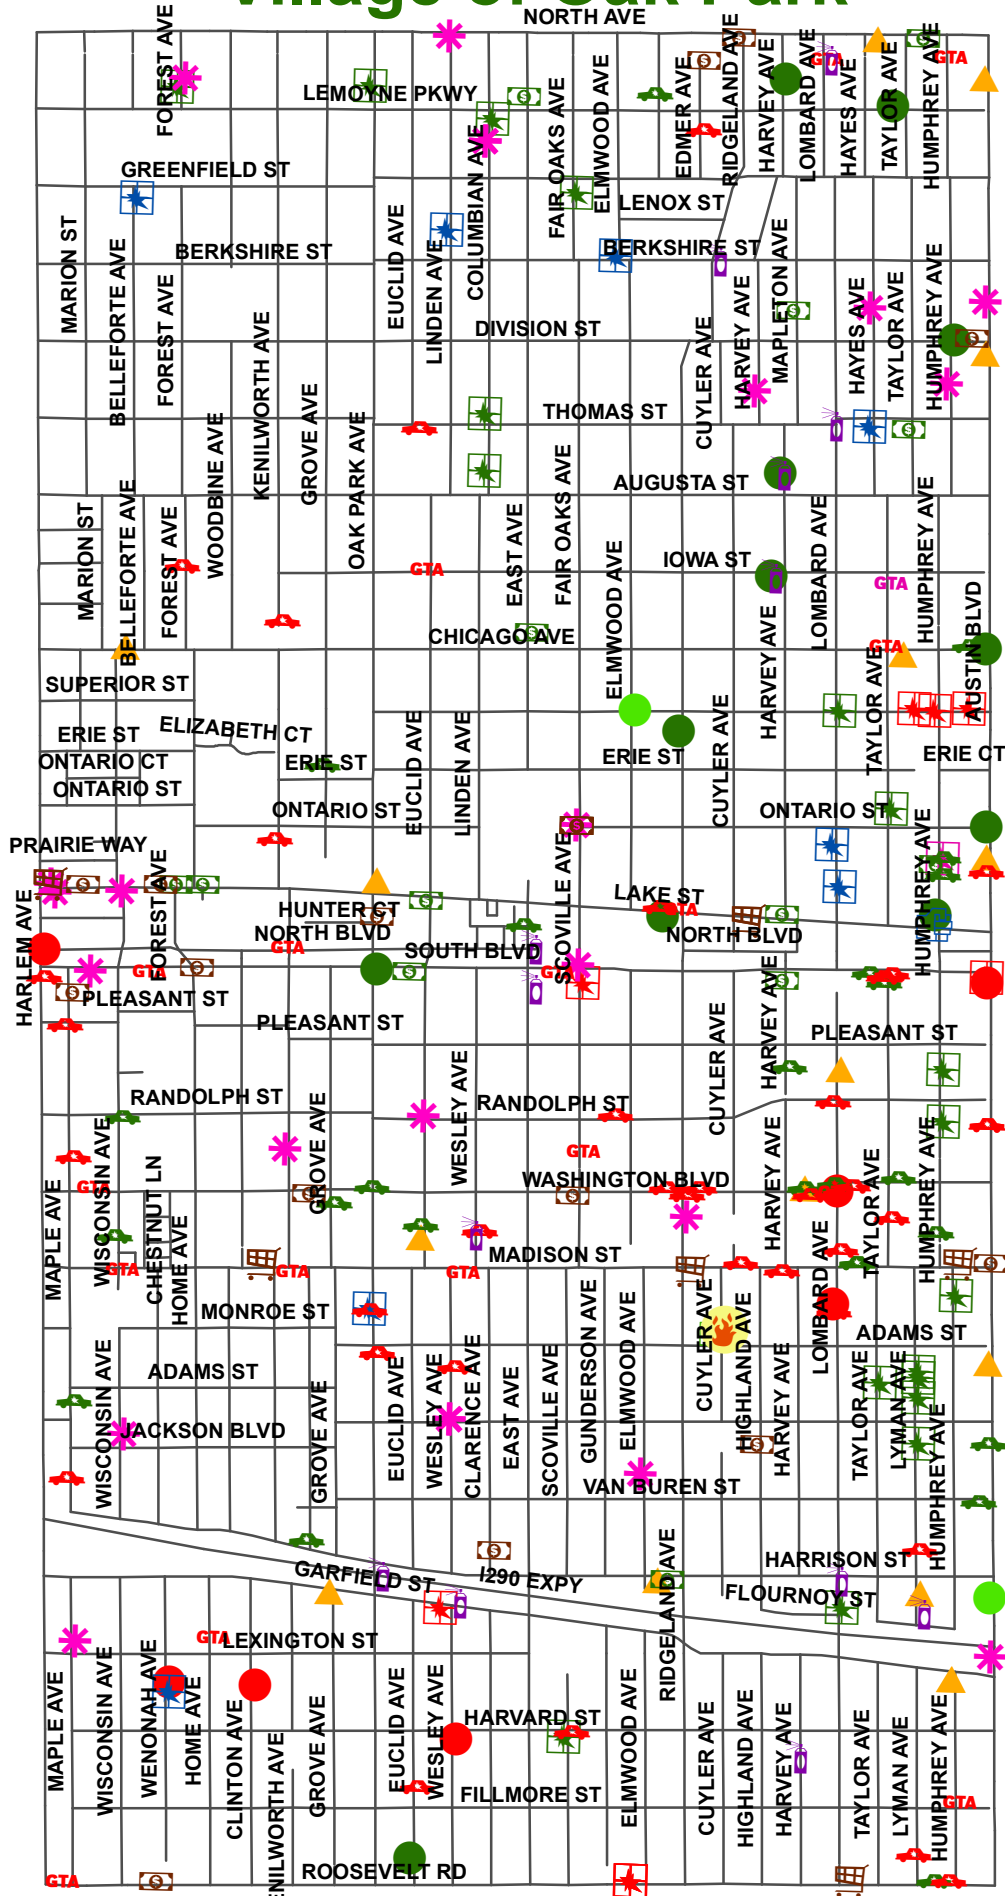 Village of Oak Park
NORTH AVE
FOREST AVE
LEMOYNE PKWY
COLUMBIAN AVE
FAIR OAKS AVE
ELMWOOD AVE
EDMER AVE
RIDGELAND AVE
HARVEY AVE
LOMBARD AVE
GTA
HAYES AVE
TAYLOR AVE
HUMPHREY AVE
GTA
GREENFIELD ST
LENOX ST
MARION ST
BELLEFORTE AVE
BERKSHIRE ST
FOREST AVE
EUCLID AVE
LINDEN AVE
BERKSHIRE ST
DIVISION ST
CUYLER AVE
HARVEY AVE
MAPLETON AVE
HAYES AVE
TAYLOR AVE
HUMPHREY AVE
KENILWORTH AVE
THOMAS ST
WOODBINE AVE
GROVE AVE
OAK PARK AVE
AUGUSTA ST
MARION ST
BELLEFORTE AVE
FOREST AVE
GTA
EAST AVE
FAIR OAKS AVE
ELMWOOD AVE
IOWA ST
HARVEY AVE
LOMBARD AVE
GTA
HUMPHREY AVE
AUSTIN BLVD
CHICAGO AVE
GTA
SUPERIOR ST
ERIE ST
ELIZABETH CT
ONTARIO CT
ERIE ST
ONTARIO ST
EUCLID AVE
LINDEN AVE
ERIE ST
CUYLER AVE
TAYLOR AVE
ERIE CT
ONTARIO ST
ONTARIO ST
PRAIRIE WAY
HARLEM AVE
FOREST AVE
HUNTER CT
LAKE ST
GTA
NORTH BLVD
NORTH BLVD
GTA
SOUTH BLVD
SCOVILLE AVE
HUMPHREY AVE
GTA
GTA
PLEASANT ST
PLEASANT ST
CUYLER AVE
HARVEY AVE
PLEASANT ST
RANDOLPH ST
WESLEY AVE
RANDOLPH ST
GROVE AVE
GTA
WASHINGTON BLVD
HARVEY AVE
TAYLOR AVE
HUMPHREY AVE
MAPLE AVE
WISCONSIN AVE
GTA
CHESTNUT LN
HOME AVE
GTA
GTA
GTA
MADISON ST
LOMBARD AVE
MONROE ST
ADAMS ST
ADAMS ST
WISCONSIN AVE
GROVE AVE
EUCLID AVE
WESLEY AVE
CLARENCE AVE
EAST AVE
SCOVILLE AVE
GUNDERSON AVE
ELMWOOD AVE
CUYLER AVE
HIGHLAND AVE
HARVEY AVE
TAYLOR AVE
LYMAN AVE
HUMPHREY AVE
JACKSON BLVD
VAN BUREN ST
HARRISON ST
GARFIELD ST
I290 EXPY
RIDGELAND AVE
FLOURNOY ST
GTA
LEXINGTON ST
MAPLE AVE
WISCONSIN AVE
WENONAH AVE
HOME AVE
CLINTON AVE
ENILWORTH AVE
GROVE AVE
EUCLID AVE
WESLEY AVE
HARVARD ST
FILLMORE ST
ELMWOOD AVE
CUYLER AVE
HIGHLAND AVE
HARVEY AVE
TAYLOR AVE
LYMAN AVE
HUMPHREY AVE
GTA
GTA
ROOSEVELT RD